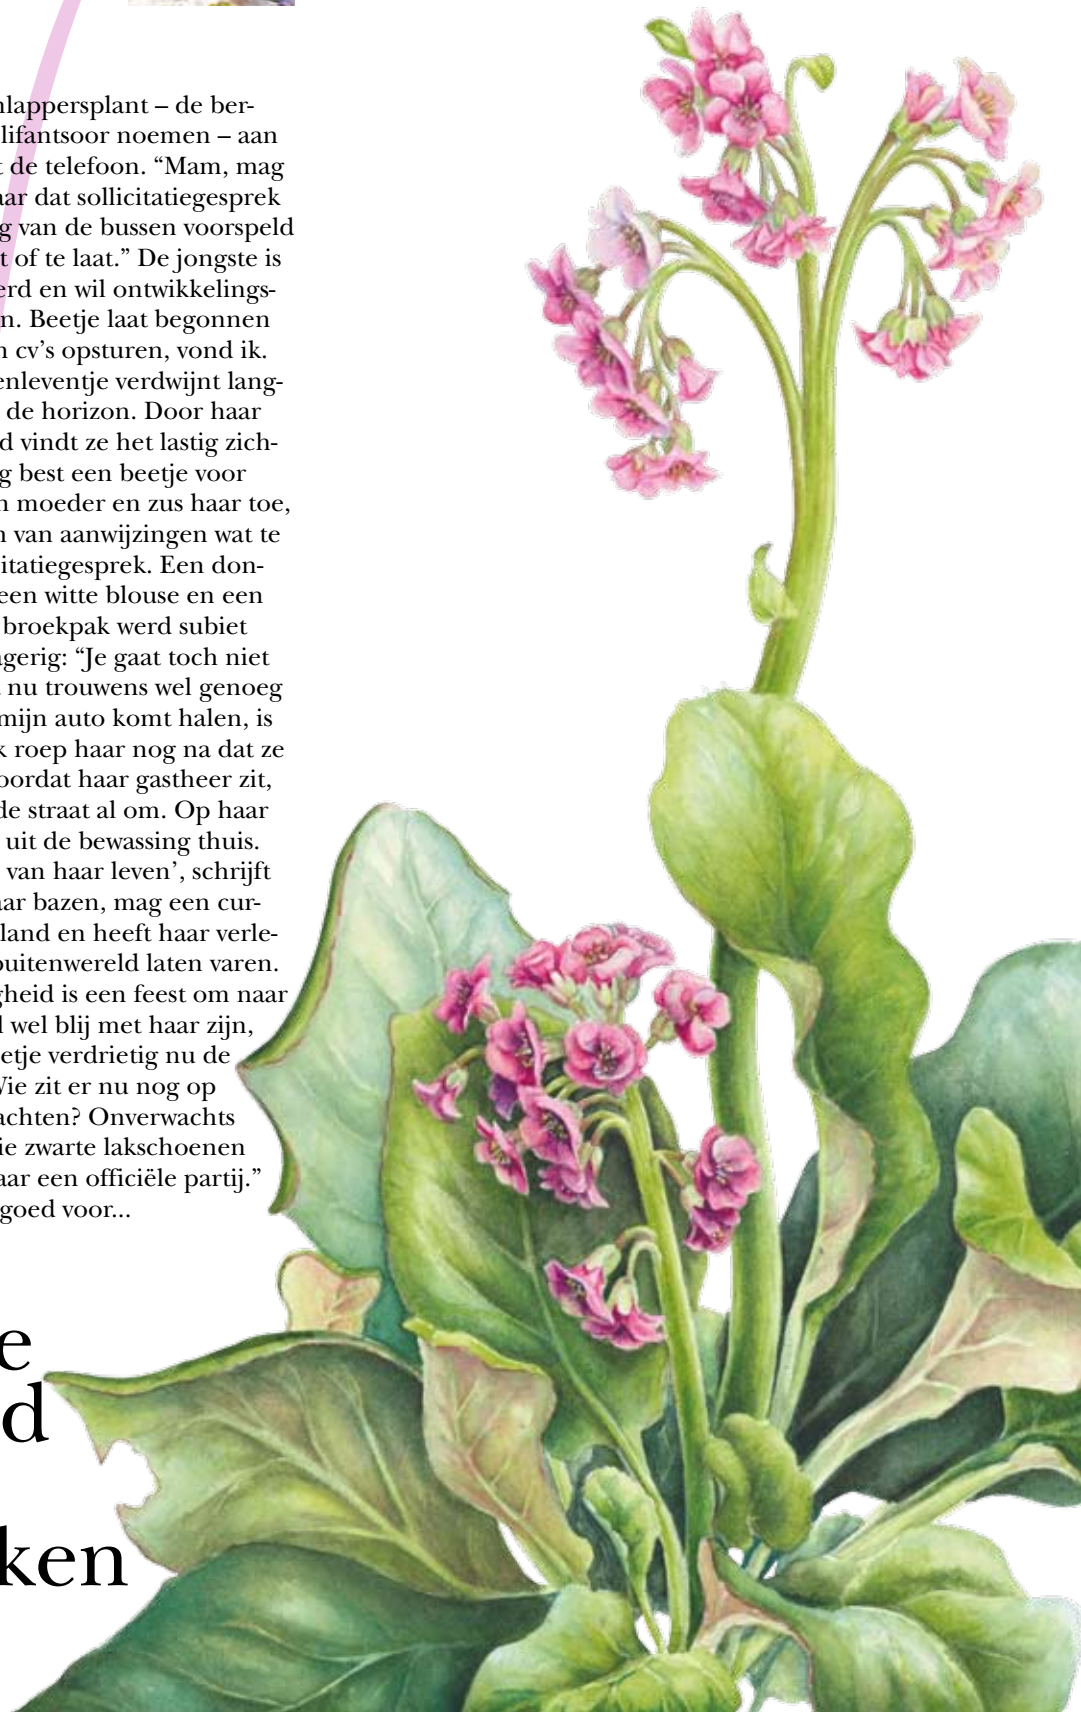 nlappersplant – de ber-
lifantsoor noemen – aan
t de telefoon. “Mam, mag
aar dat sollicitatiegesprek
g van de bussen voorspeld
t of te laat.” De jongste is
erd en wil ontwikkelings-
n. Beetje laat begonnen
n cv’s opsturen, vond ik.
enleventje verdwijnt lang-
de horizon. Door haar
d vindt ze het lastig zich-
g best een beetje voor
n moeder en zus haar toe,
n van aanwijzingen wat te
itatiegesprek. Een don-
een witte blouse en een
broekpak werd subiet
agerig: “Je gaat toch niet
nu trouwens wel genoeg
mijn auto komt halen, is
k roep haar nog na dat ze
oordat haar gastheer zit,
de straat al om. Op haar
uit de bewassing thuis.
van haar leven’, schrijft
aar bazen, mag een cur-
land en heeft haar verle-
buitenwereld laten varen.
gheid is een feest om naar
l wel blij met haar zijn,
etje verdrietig nu de
Wie zit er nu nog op
achten? Onverwachts
ie zwarte lakschoenen
aar een officiële partij.”
goed voor...
e
d
ken